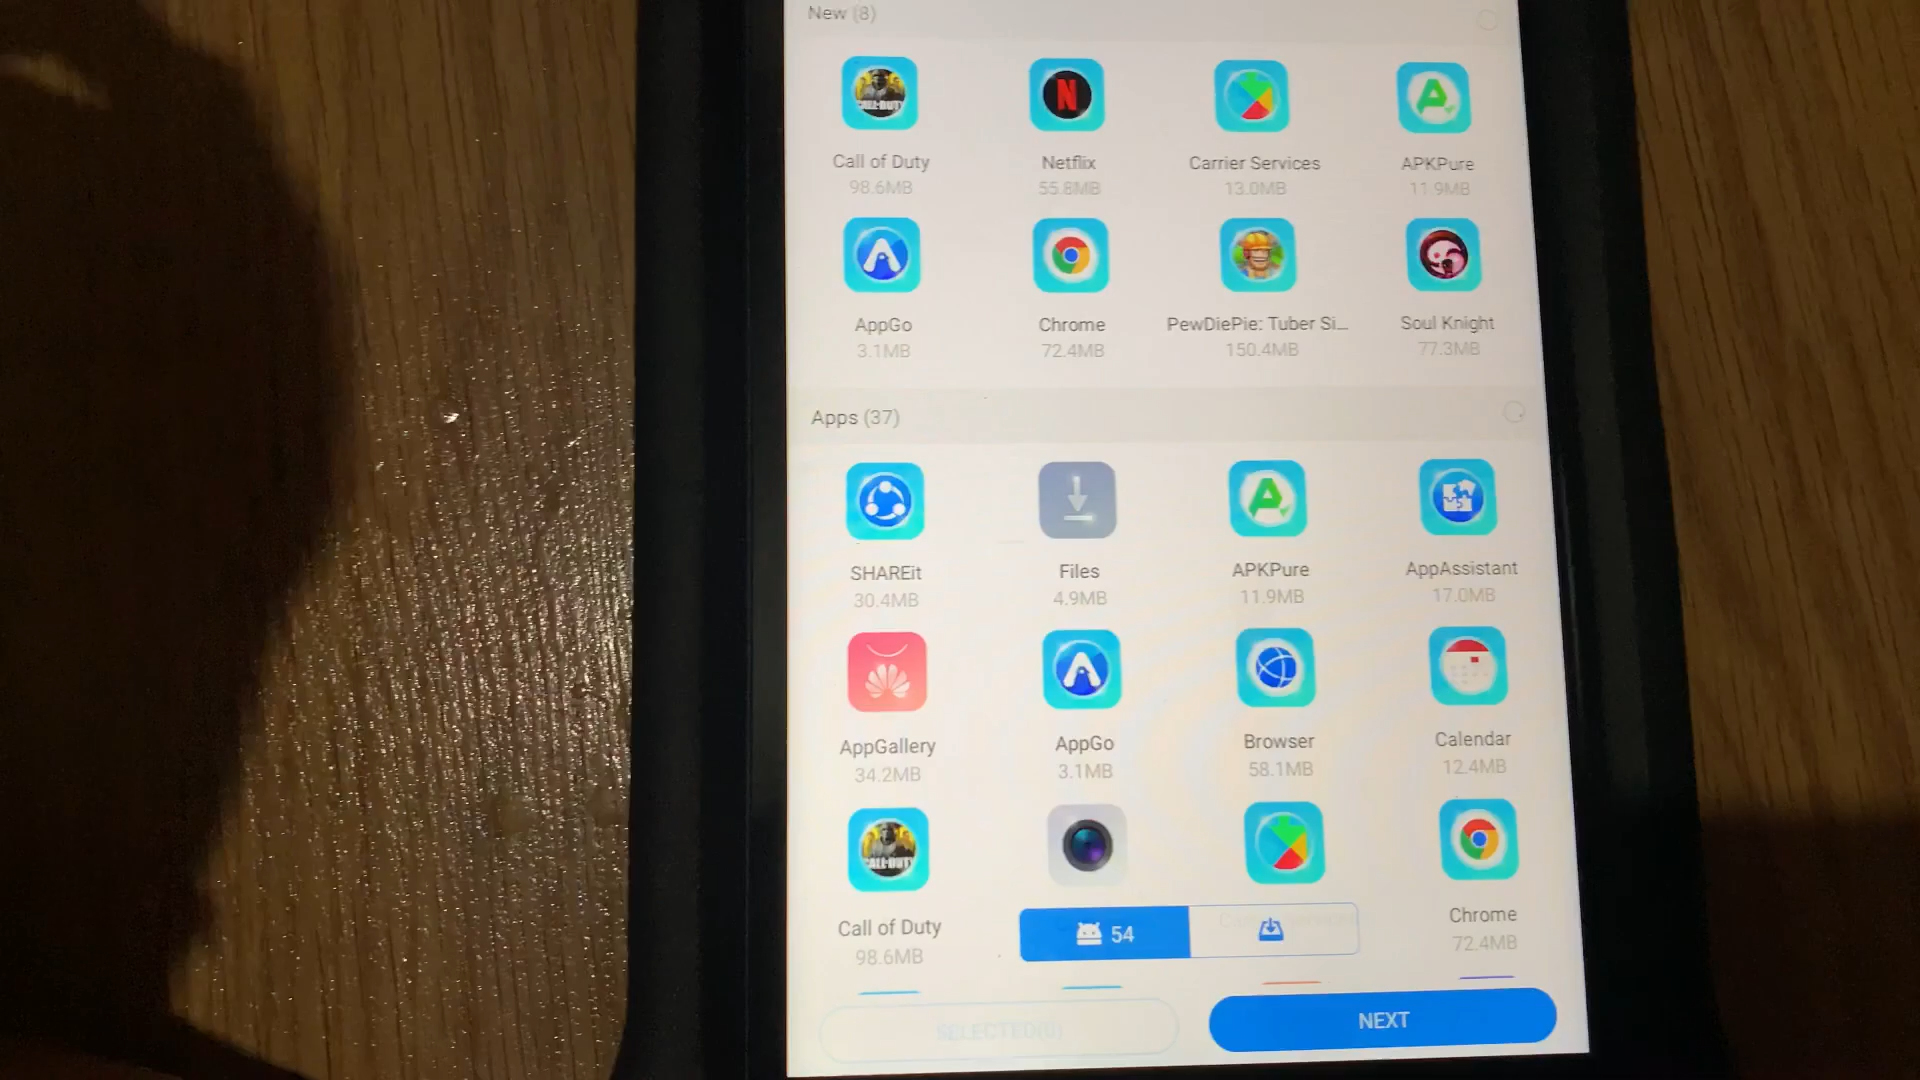 New (8)
Call of Duty
98.6MB
Netflix
55.8MB
Carrier Services
13.0MB
APKPure
11.9MB
AppGo
3.1MB
Chrome
72.4MB
PewDiePie: Tuber Si...
150.4MB
Soul Knight
77.3MB
Apps (37)
SHAREit
30.4MB
Files
4.9MB
APKPure
11.9MB
AppAssistant
17.0MB
AppGallery
34.2MB
AppGo
3.1MB
Browser
58.1MB
Calendar
12.4MB
Call of Duty
98.6MB
54
Chrome
72.4MB
SELECTED(0)
NEXT